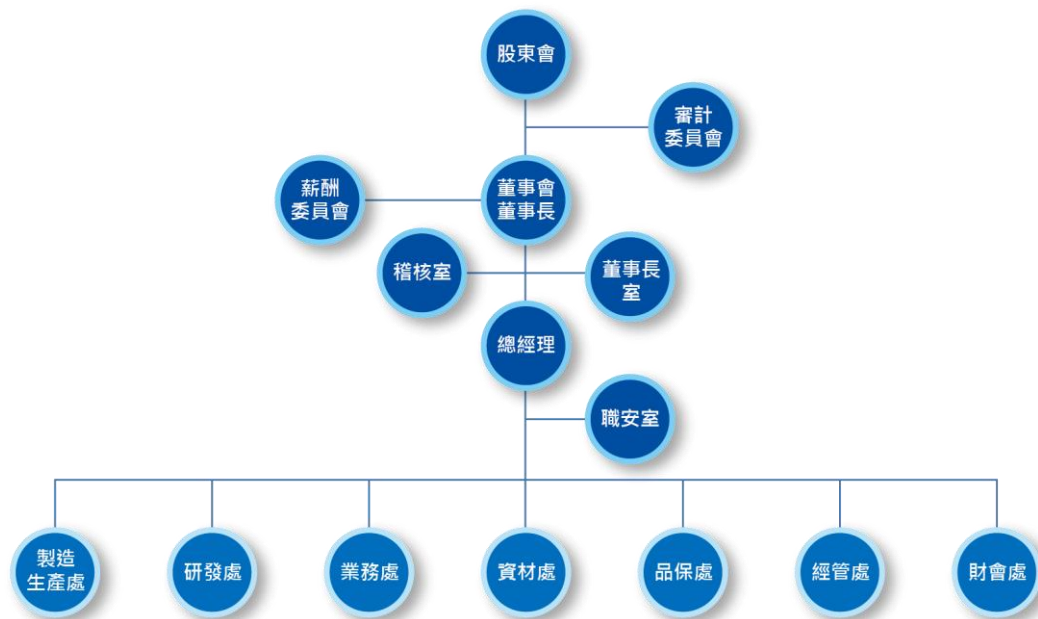 股東會
審計
委員會
薪酬
委員會
董事會
董事長
稽核室
董事長
室
總經理
職安室
製造
生產處
研發處
業務處
資材處
品保處
經管處
財會處